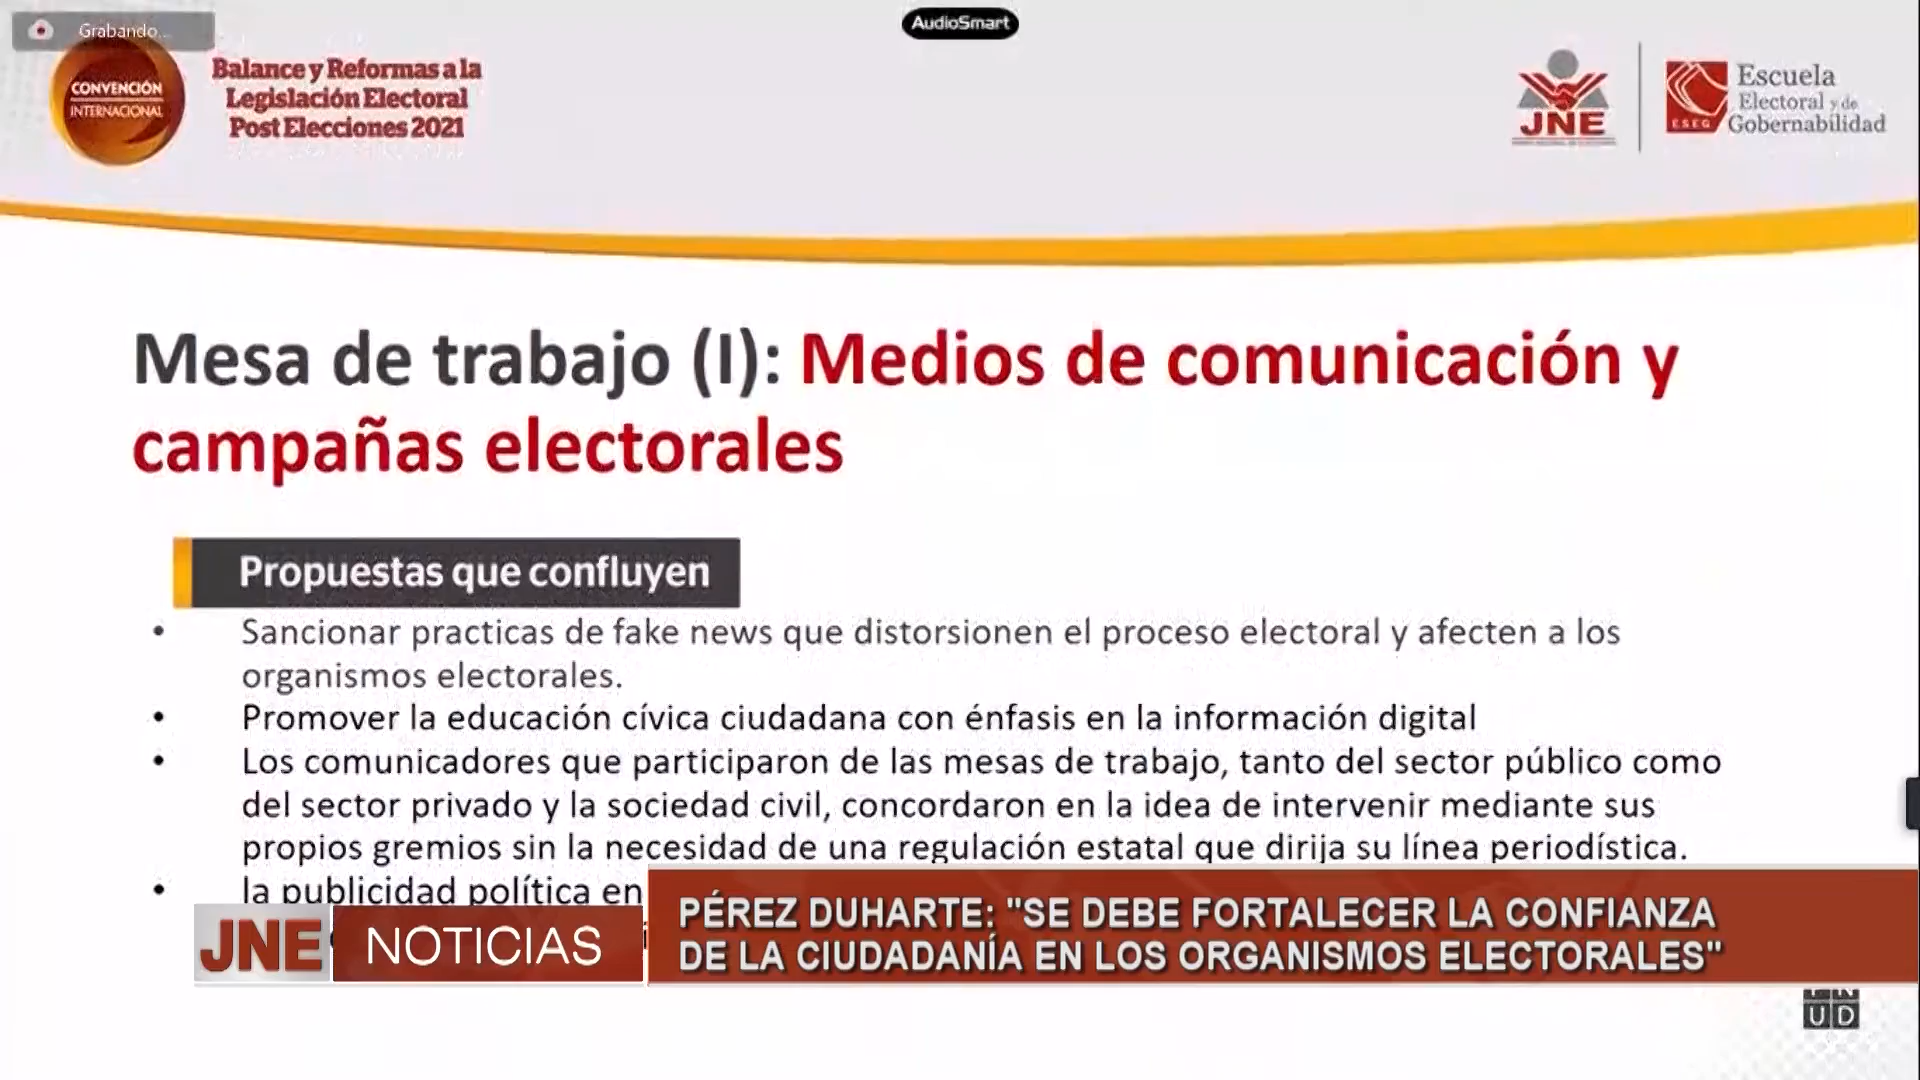 Grabando...
AudioSmart
CONVENCIÓN
INTERNACIONAL
Balance y Reformas a la
Legislación Electoral
Post Elecciones 2021
JNE
Escuela
Electoral y de
Gobernabilidad
ESEG
Mesa de trabajo (I): Medios de comunicación y
campañas electorales
Propuestas que confluyen
• Sancionar practicas de fake news que distorsionen el proceso electoral y afecten a los
organismos electorales.
• Promover la educación cívica ciudadana con énfasis en la información digital
• Los comunicadores que participaron de las mesas de trabajo, tanto del sector público como
del sector privado y la sociedad civil, concordaron en la idea de intervenir mediante sus
propios gremios sin la necesidad de una regulación estatal que dirija su línea periodística.
• la publicidad política en
JNE NOTICIAS
PÉREZ DUHARTE: "SE DEBE FORTALECER LA CONFIANZA
DE LA CIUDADANÍA EN LOS ORGANISMOS ELECTORALES"
UD